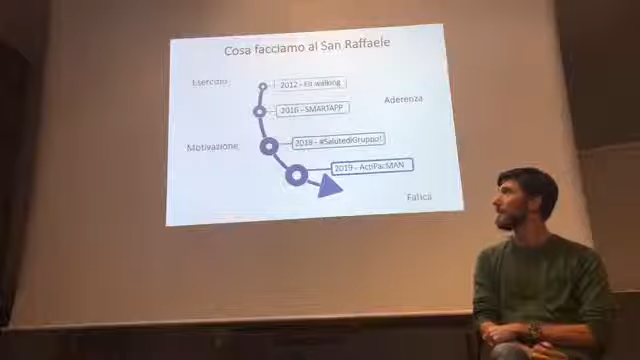 Cosa facciamo al San Raffaele
Esercizio
2012 - Fit walking
Aderenza
2016 - SMARTAPP
Motivazione
2018 - #SalutediGruppo!
2019 - ActiPacMAN
Fatica